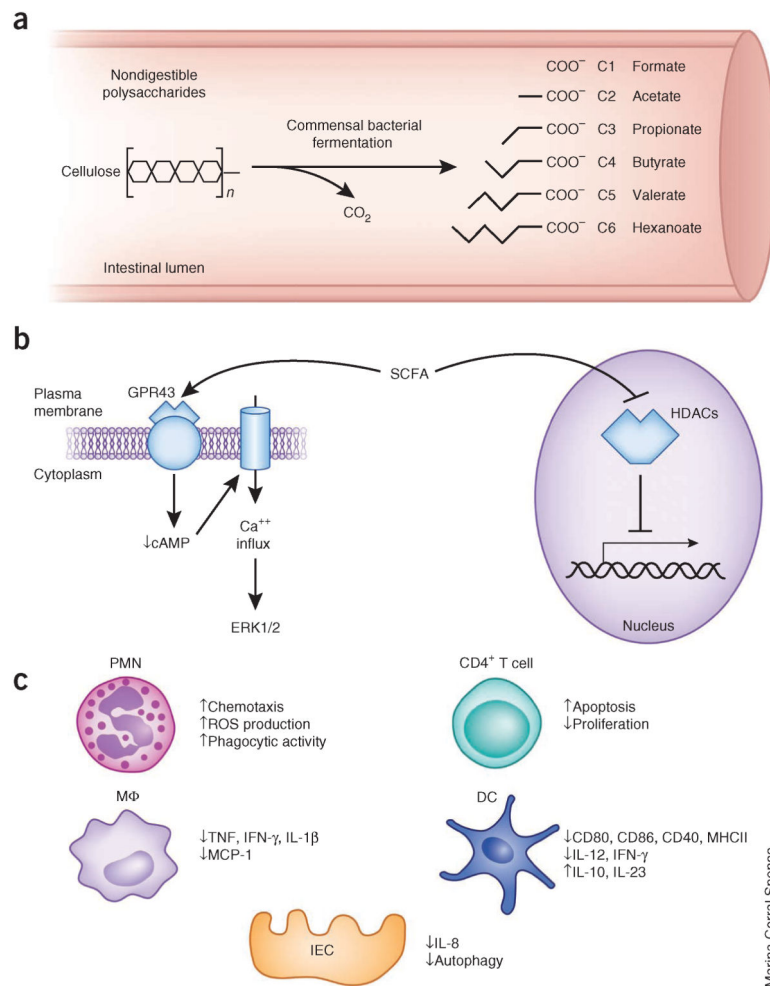 a
Nondigestible
polysaccharides
Cellulose
n
Commensal bacterial
fermentation
CO₂
Intestinal lumen
COO⁻ C1 Formate
COO⁻ C2 Acetate
COO⁻ C3 Propionate
COO⁻ C4 Butyrate
COO⁻ C5 Valerate
COO⁻ C6 Hexanoate
b
SCFA
GPR43
Plasma
membrane
Cytoplasm
↓cAMP
Ca⁺⁺
influx
ERK1/2
HDACs
Nucleus
c
PMN
↑Chemotaxis
↑ROS production
↑Phagocytic activity
CD4⁺ T cell
↑Apoptosis
↓Proliferation
MΦ
↓TNF, IFN-γ, IL-1β
↓MCP-1
DC
↓CD80, CD86, CD40, MHCII
↓IL-12, IFN-γ
↑IL-10, IL-23
IEC
↓IL-8
↓Autophagy
Marina Corral